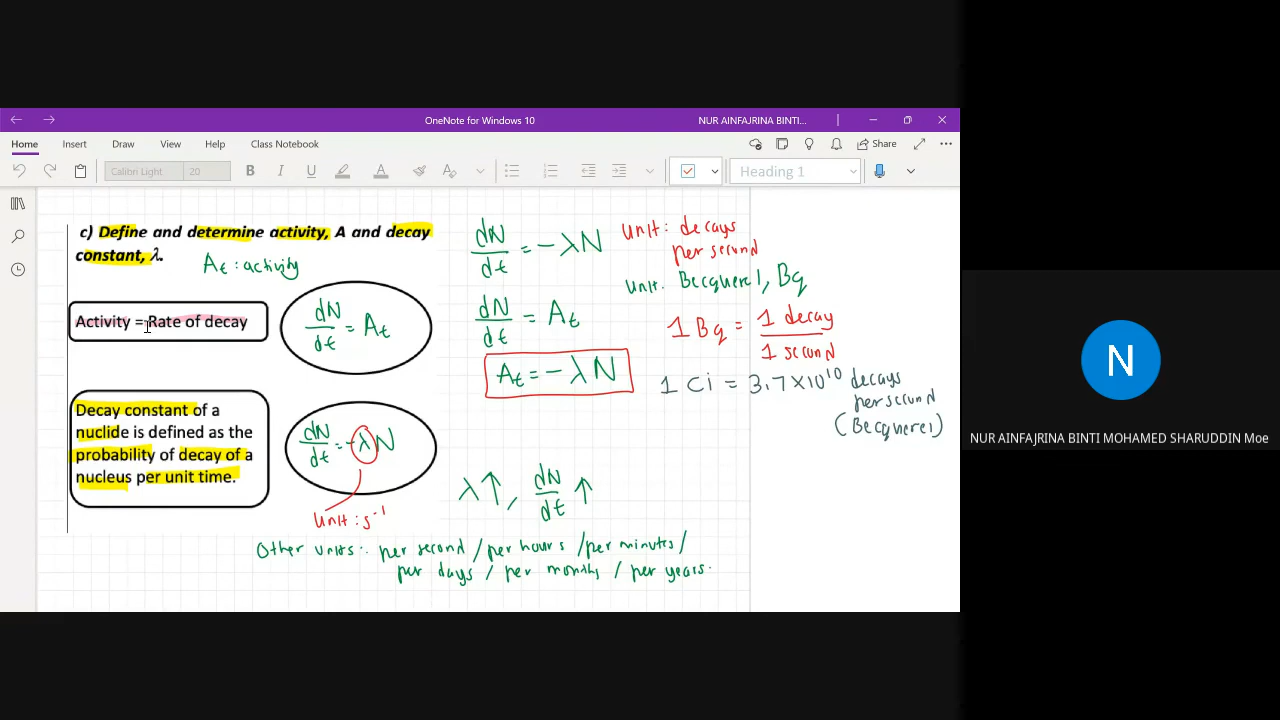 OneNote for Windows 10
NUR AINFAJRINA BINTI...
Home Insert Draw View Help Class Notebook
Share
Calibri Light 20
B I U A
Heading 1
c) Define and determine activity, A and decay
constant, λ.
At : activity
Activity = Rate of decay
dN/dt = At
Decay constant of a
nuclide is defined as the
probability of decay of a
nucleus per unit time.
dN/dt = -λN
Unit : s⁻¹
dN/dt = -λN
dN/dt = At
At = -λN
Unit: decays
per second
Unit: Becquerel, Bq
1 Bq = 1 decay / 1 second
1 Ci = 3.7 × 10¹⁰ decays
per second
(Becquerel)
λ↑, dN/dt ↑
Other units: per second / per hours / per minutes /
per days / per months / per years.
N
NUR AINFAJRINA BINTI MOHAMED SHARUDDIN Moe